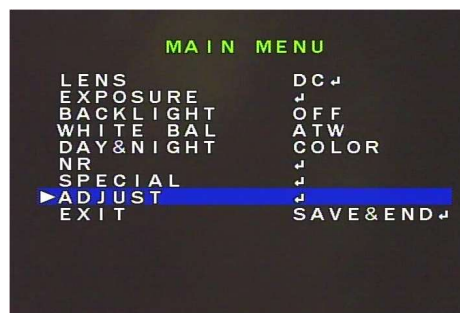 MAIN MENU
LENS DC↲
EXPOSURE ↲
BACKLIGHT OFF
WHITE BAL ATW
DAY&NIGHT COLOR
NR ↲
SPECIAL ↲
►ADJUST ↲
EXIT SAVE&END↲